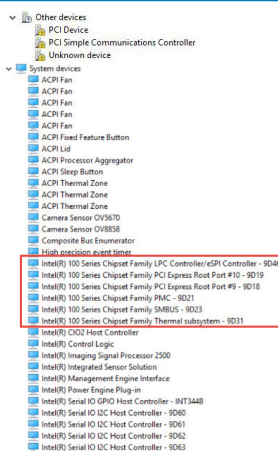 Other devices
PCI Device
PCI Simple Communications Controller
Unknown device
System devices
ACPI Fan
ACPI Fan
ACPI Fan
ACPI Fan
ACPI Fan
ACPI Fixed Feature Button
ACPI Lid
ACPI Processor Aggregator
ACPI Sleep Button
ACPI Thermal Zone
ACPI Thermal Zone
ACPI Thermal Zone
Camera Sensor OV5670
Camera Sensor OV8858
Composite Bus Enumerator
High precision event timer
Intel(R) 100 Series Chipset Family LPC Controller/eSPI Controller - 9D46
Intel(R) 100 Series Chipset Family PCI Express Root Port #10 - 9D19
Intel(R) 100 Series Chipset Family PCI Express Root Port #9 - 9D18
Intel(R) 100 Series Chipset Family PMC - 9D21
Intel(R) 100 Series Chipset Family SMBUS - 9D23
Intel(R) 100 Series Chipset Family Thermal subsystem - 9D31
Intel(R) CIO2 Host Controller
Intel(R) Control Logic
Intel(R) Imaging Signal Processor 2500
Intel(R) Integrated Sensor Solution
Intel(R) Management Engine Interface
Intel(R) Power Engine Plug-in
Intel(R) Serial IO GPIO Host Controller - INT344B
Intel(R) Serial IO I2C Host Controller - 9D60
Intel(R) Serial IO I2C Host Controller - 9D61
Intel(R) Serial IO I2C Host Controller - 9D62
Intel(R) Serial IO I2C Host Controller - 9D63